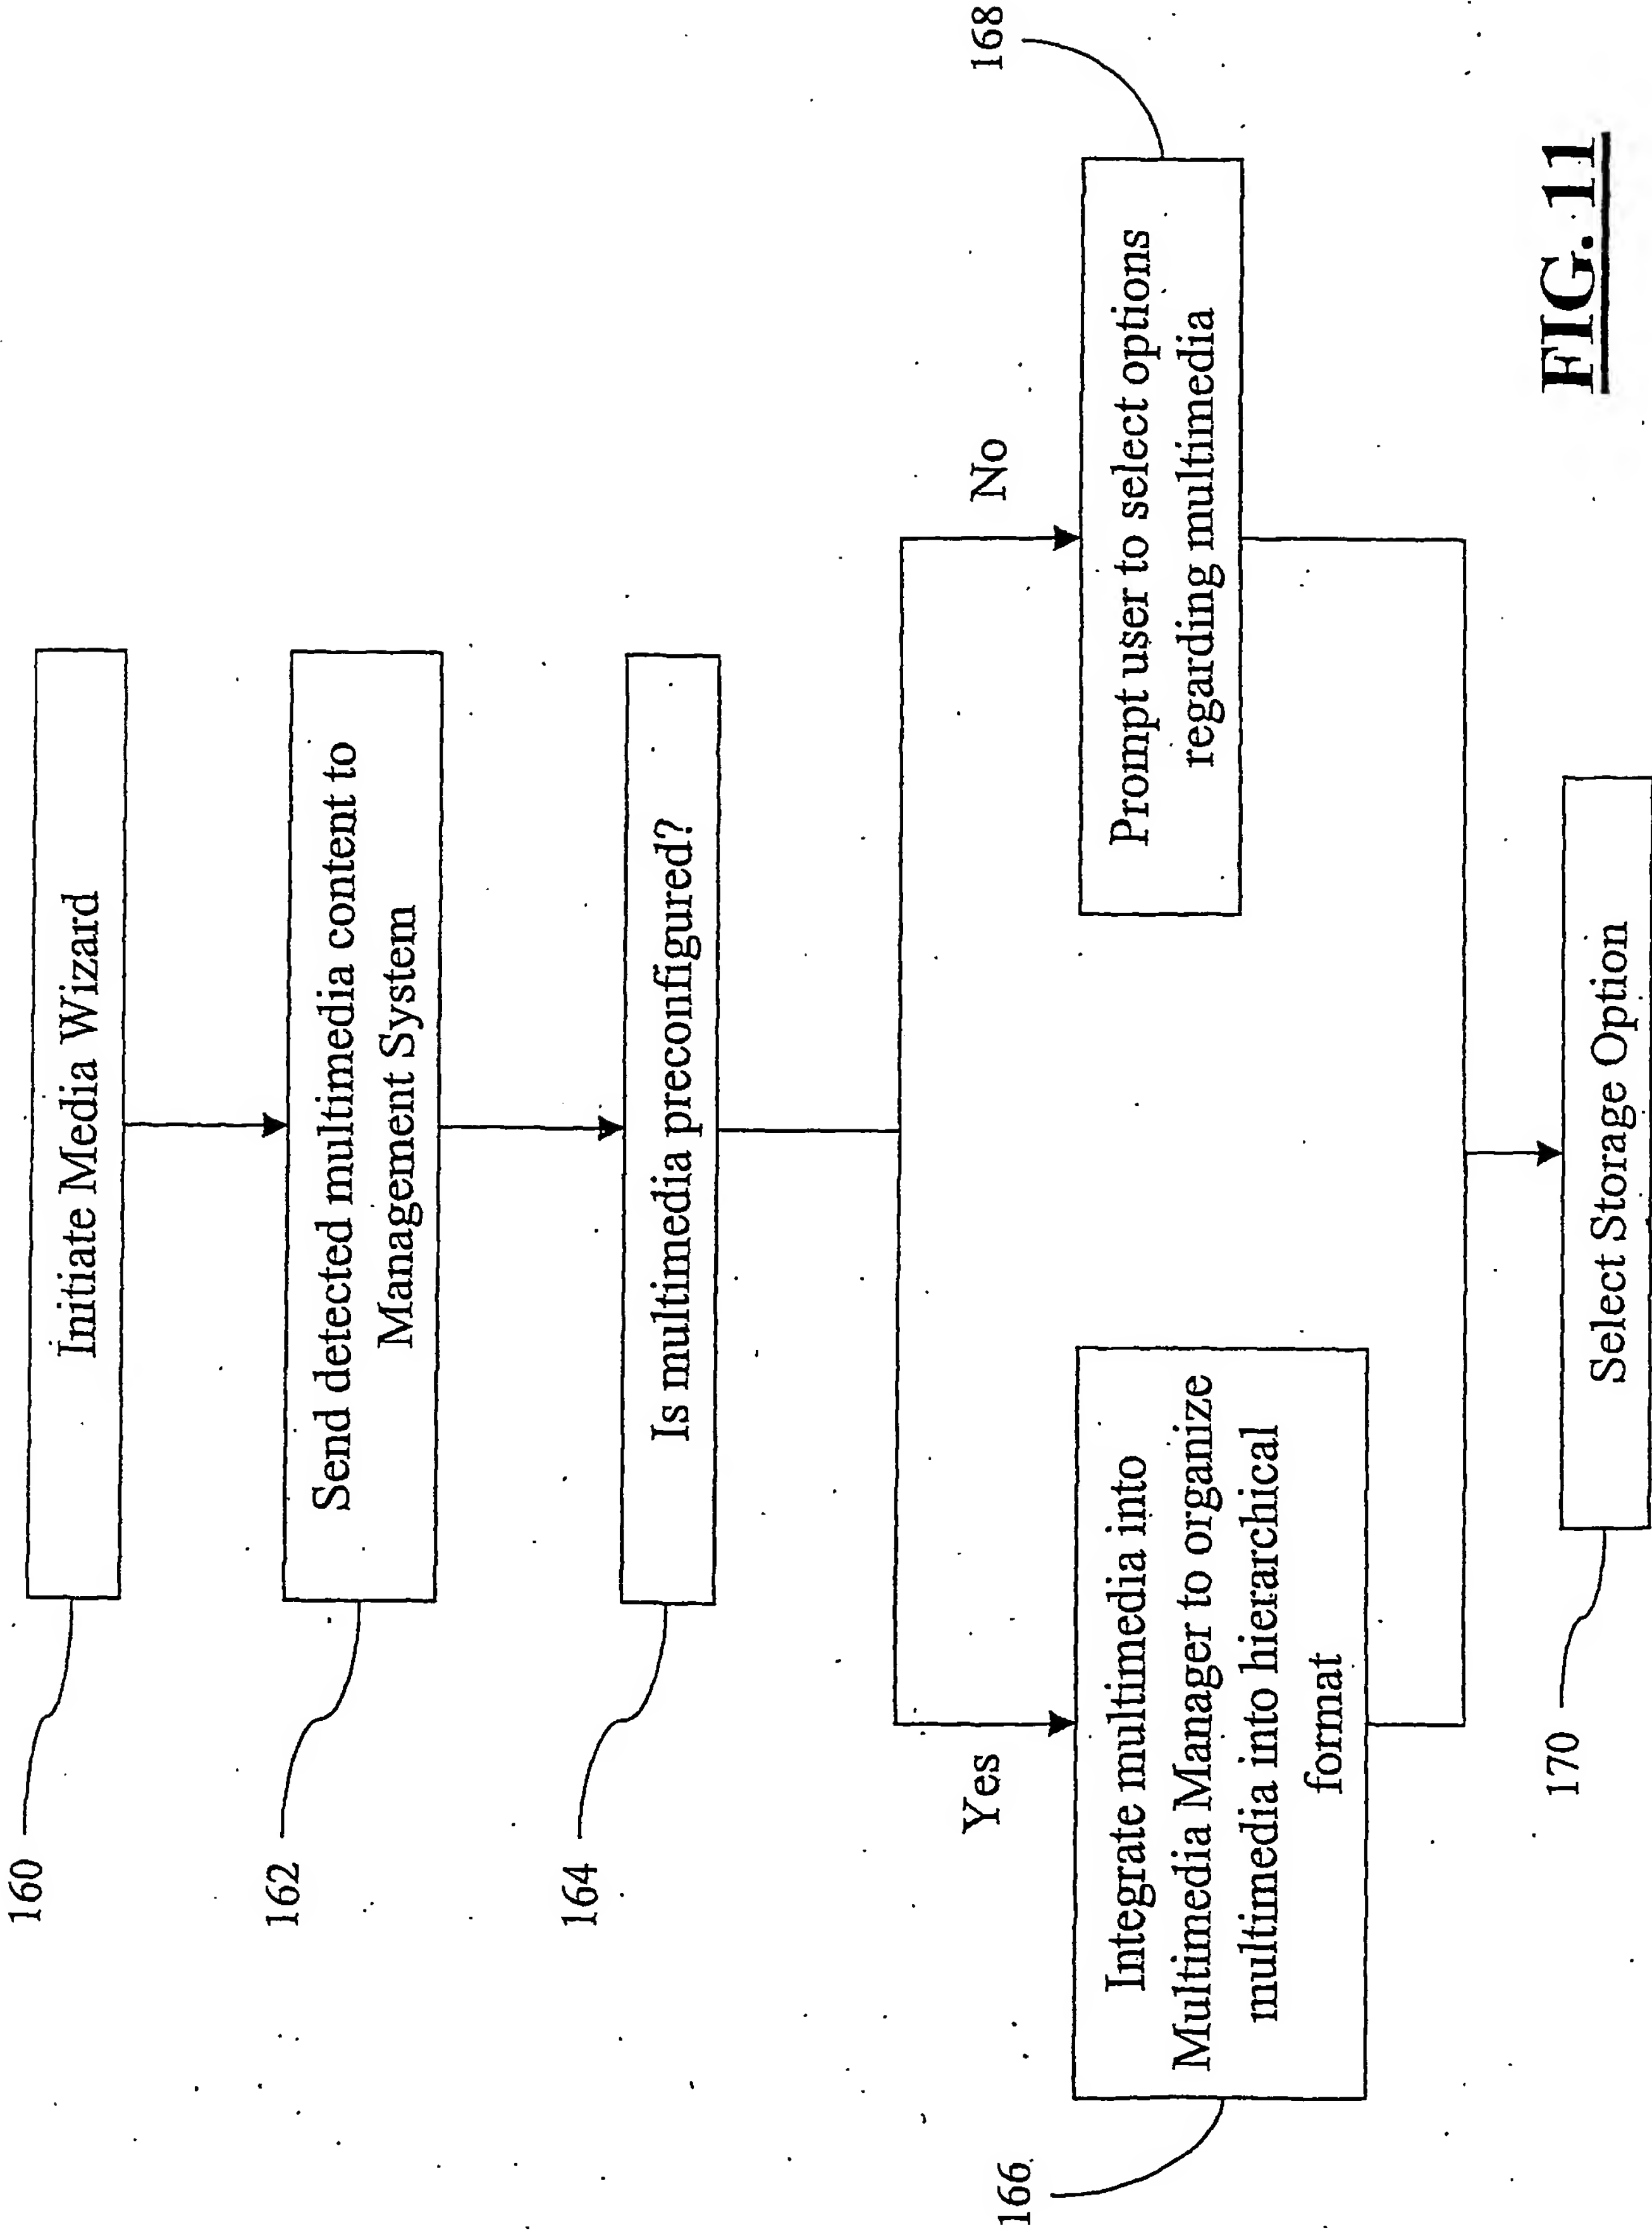 160
Initiate Media Wizard
162
Send detected multimedia content to
Management System
164
Is multimedia preconfigured?
Yes
No
166
Integrate multimedia into
Multimedia Manager to organize
multimedia into hierarchical
format
168
Prompt user to select options
regarding multimedia
170
Select Storage Option
FIG. 11